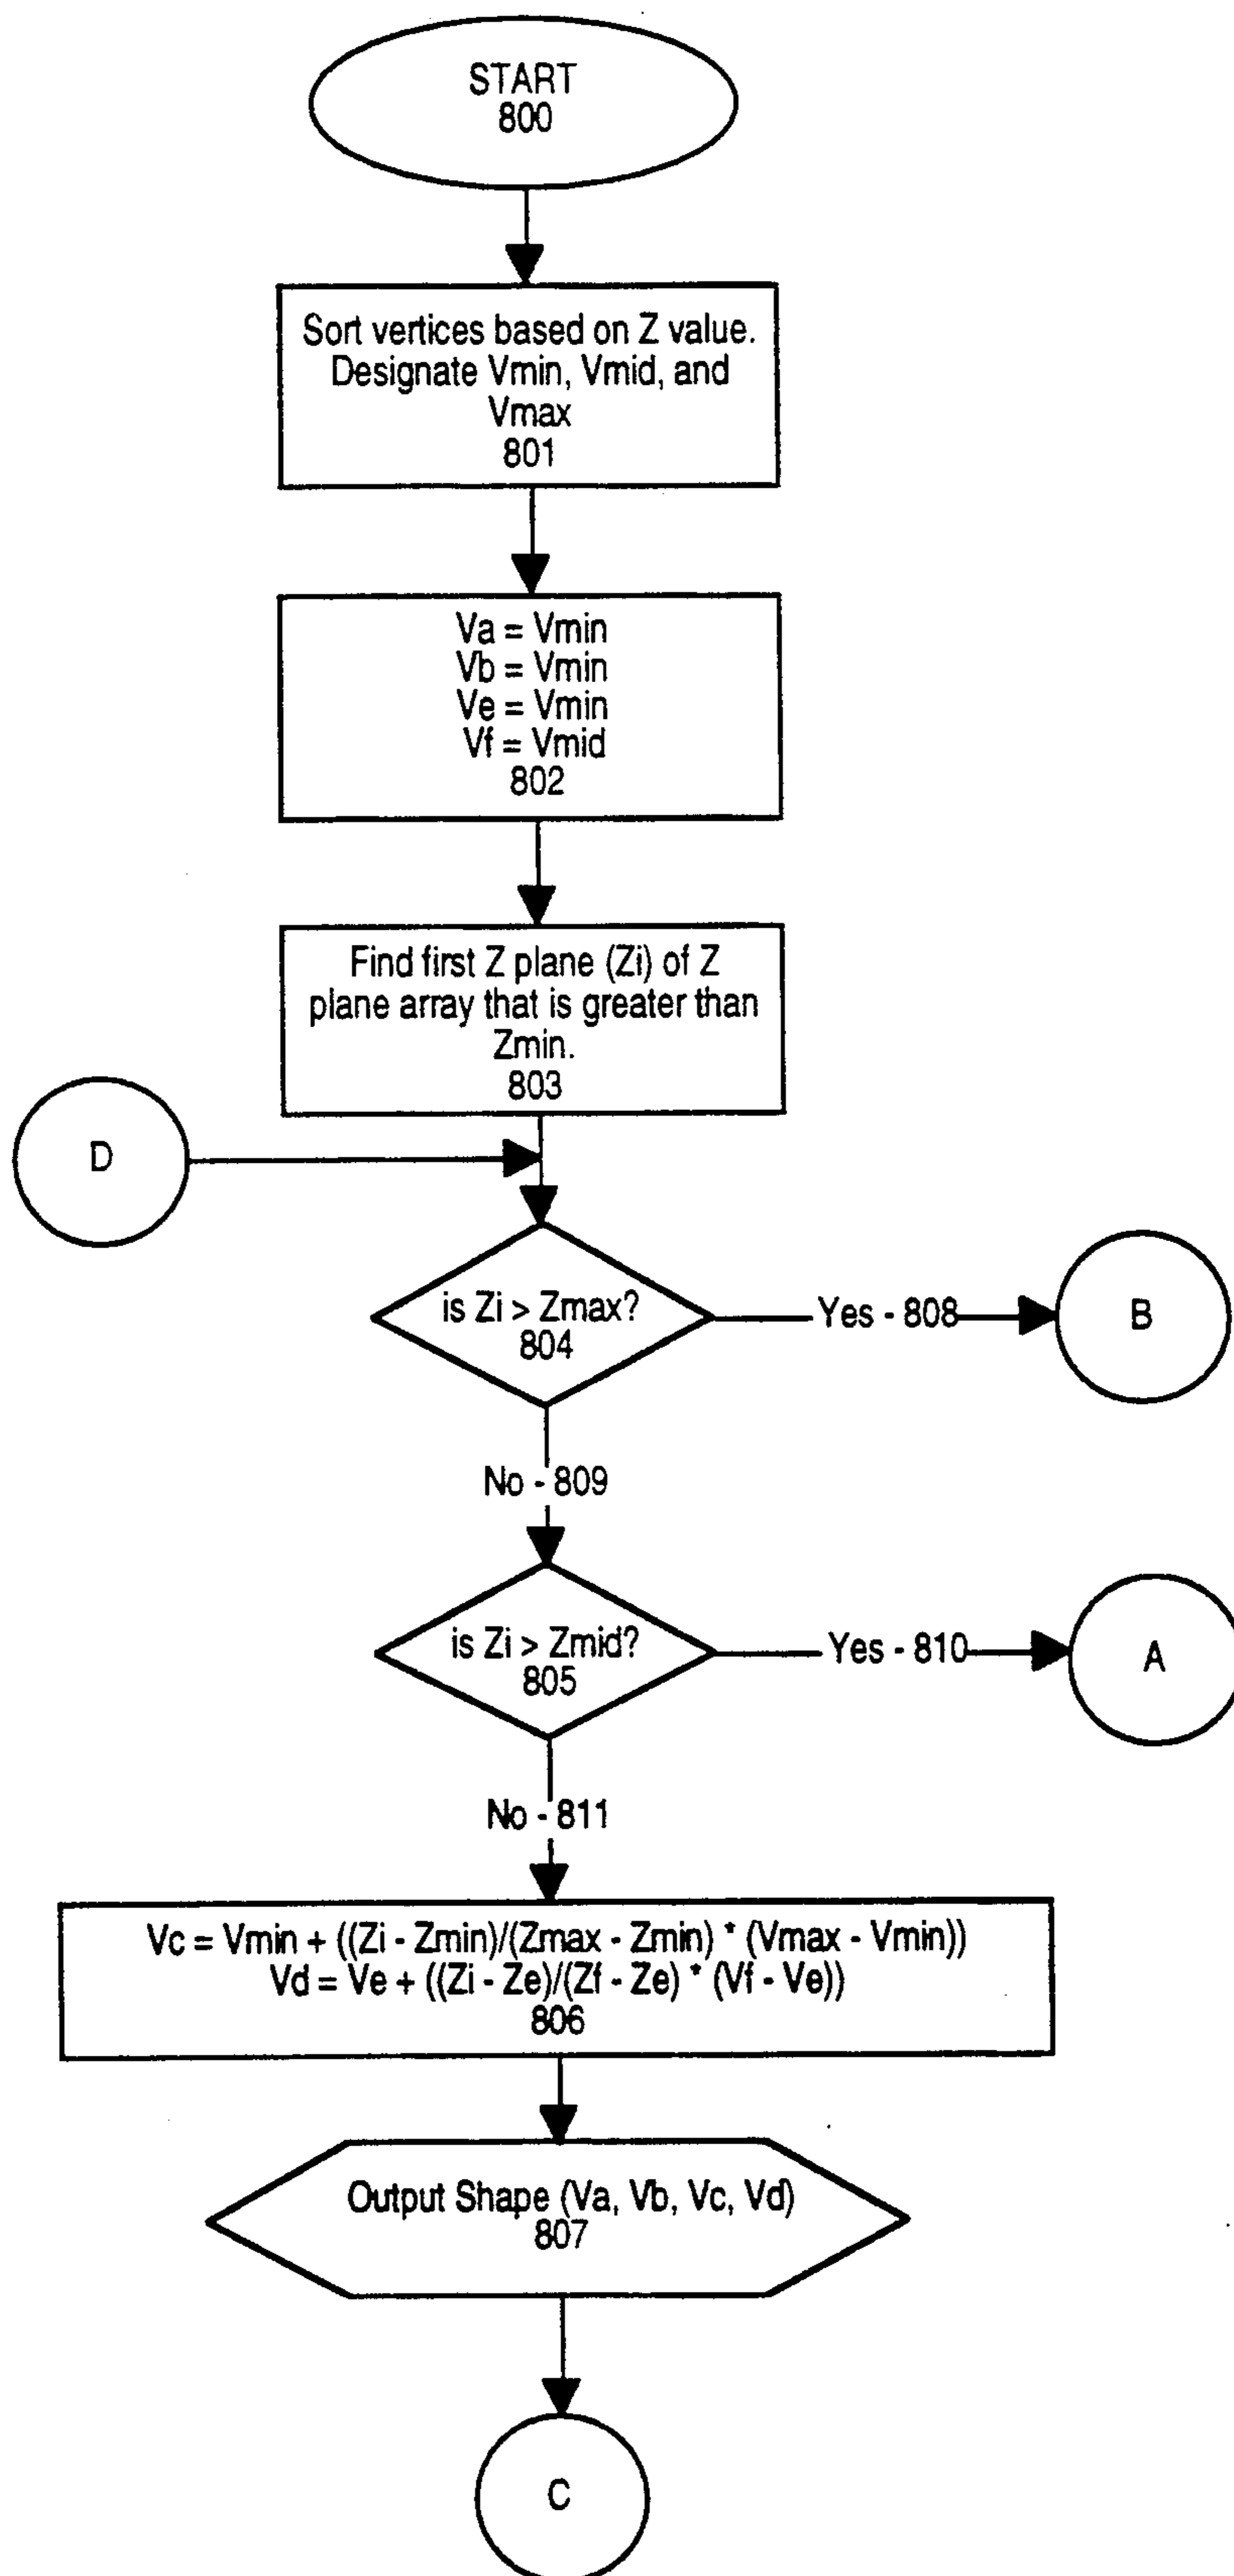 START
800
Sort vertices based on Z value.
Designate Vmin, Vmid, and
Vmax
801
Va = Vmin
Vb = Vmin
Ve = Vmin
Vf = Vmid
802
Find first Z plane (Zi) of Z
plane array that is greater than
Zmin.
803
D
is Zi > Zmax?
804
Yes - 808
B
No - 809
is Zi > Zmid?
805
Yes - 810
A
No - 811
Vc = Vmin + ((Zi - Zmin)/(Zmax - Zmin) * (Vmax - Vmin))
Vd = Ve + ((Zi - Ze)/(Zf - Ze) * (Vf - Ve))
806
Output Shape (Va, Vb, Vc, Vd)
807
C